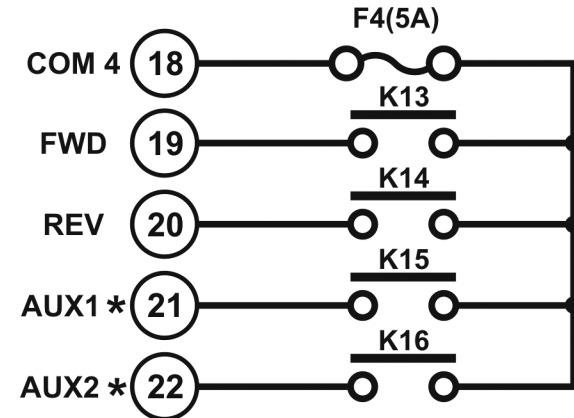 F4(5A)
COM 4 18
K13
FWD 19
K14
REV 20
K15
AUX1 * 21
K16
AUX2 * 22